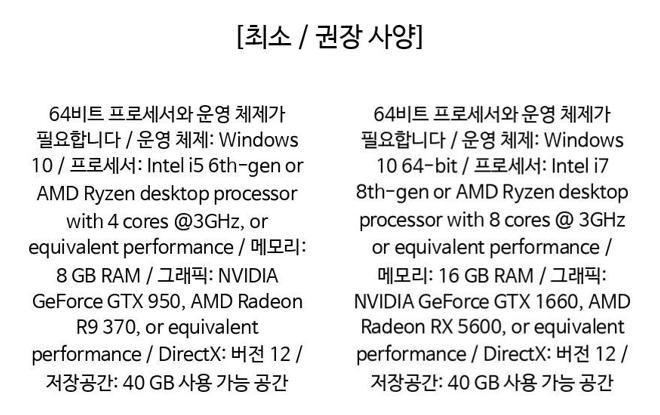 [최소 / 권장 사양]
64비트 프로세서와 운영 체제가
필요합니다 / 운영 체제: Windows
10 / 프로세서: Intel i5 6th-gen or
AMD Ryzen desktop processor
with 4 cores @3GHz, or
equivalent performance / 메모리:
8 GB RAM / 그래픽: NVIDIA
GeForce GTX 950, AMD Radeon
R9 370, or equivalent
performance / DirectX: 버전 12 /
저장공간: 40 GB 사용 가능 공간
64비트 프로세서와 운영 체제가
필요합니다 / 운영 체제: Windows
10 64-bit / 프로세서: Intel i7
8th-gen or AMD Ryzen desktop
processor with 8 cores @ 3GHz
or equivalent performance /
메모리: 16 GB RAM / 그래픽:
NVIDIA GeForce GTX 1660, AMD
Radeon RX 5600, or equivalent
performance / DirectX: 버전 12 /
저장공간: 40 GB 사용 가능 공간